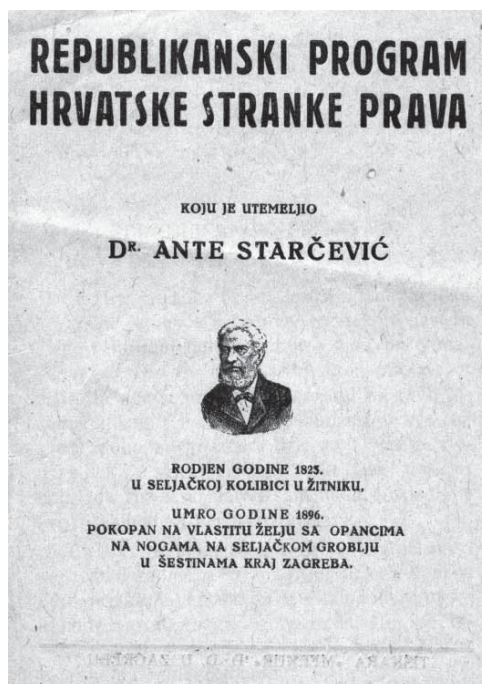 REPUBLIKANSKI PROGRAM
HRVATSKE STRANKE PRAVA
KOJU JE UTEMELJIO
DR. ANTE STARČEVIĆ
RODJEN GODINE 1823.
U SELJAČKOJ KOLIBICI U ŽITNIKU.
UMRO GODINE 1896.
POKOPAN NA VLASTITU ŽELJU SA OPANCIMA
NA NOGAMA NA SELJAČKOM GROBLJU
U ŠESTINAMA KRAJ ZAGREBA.